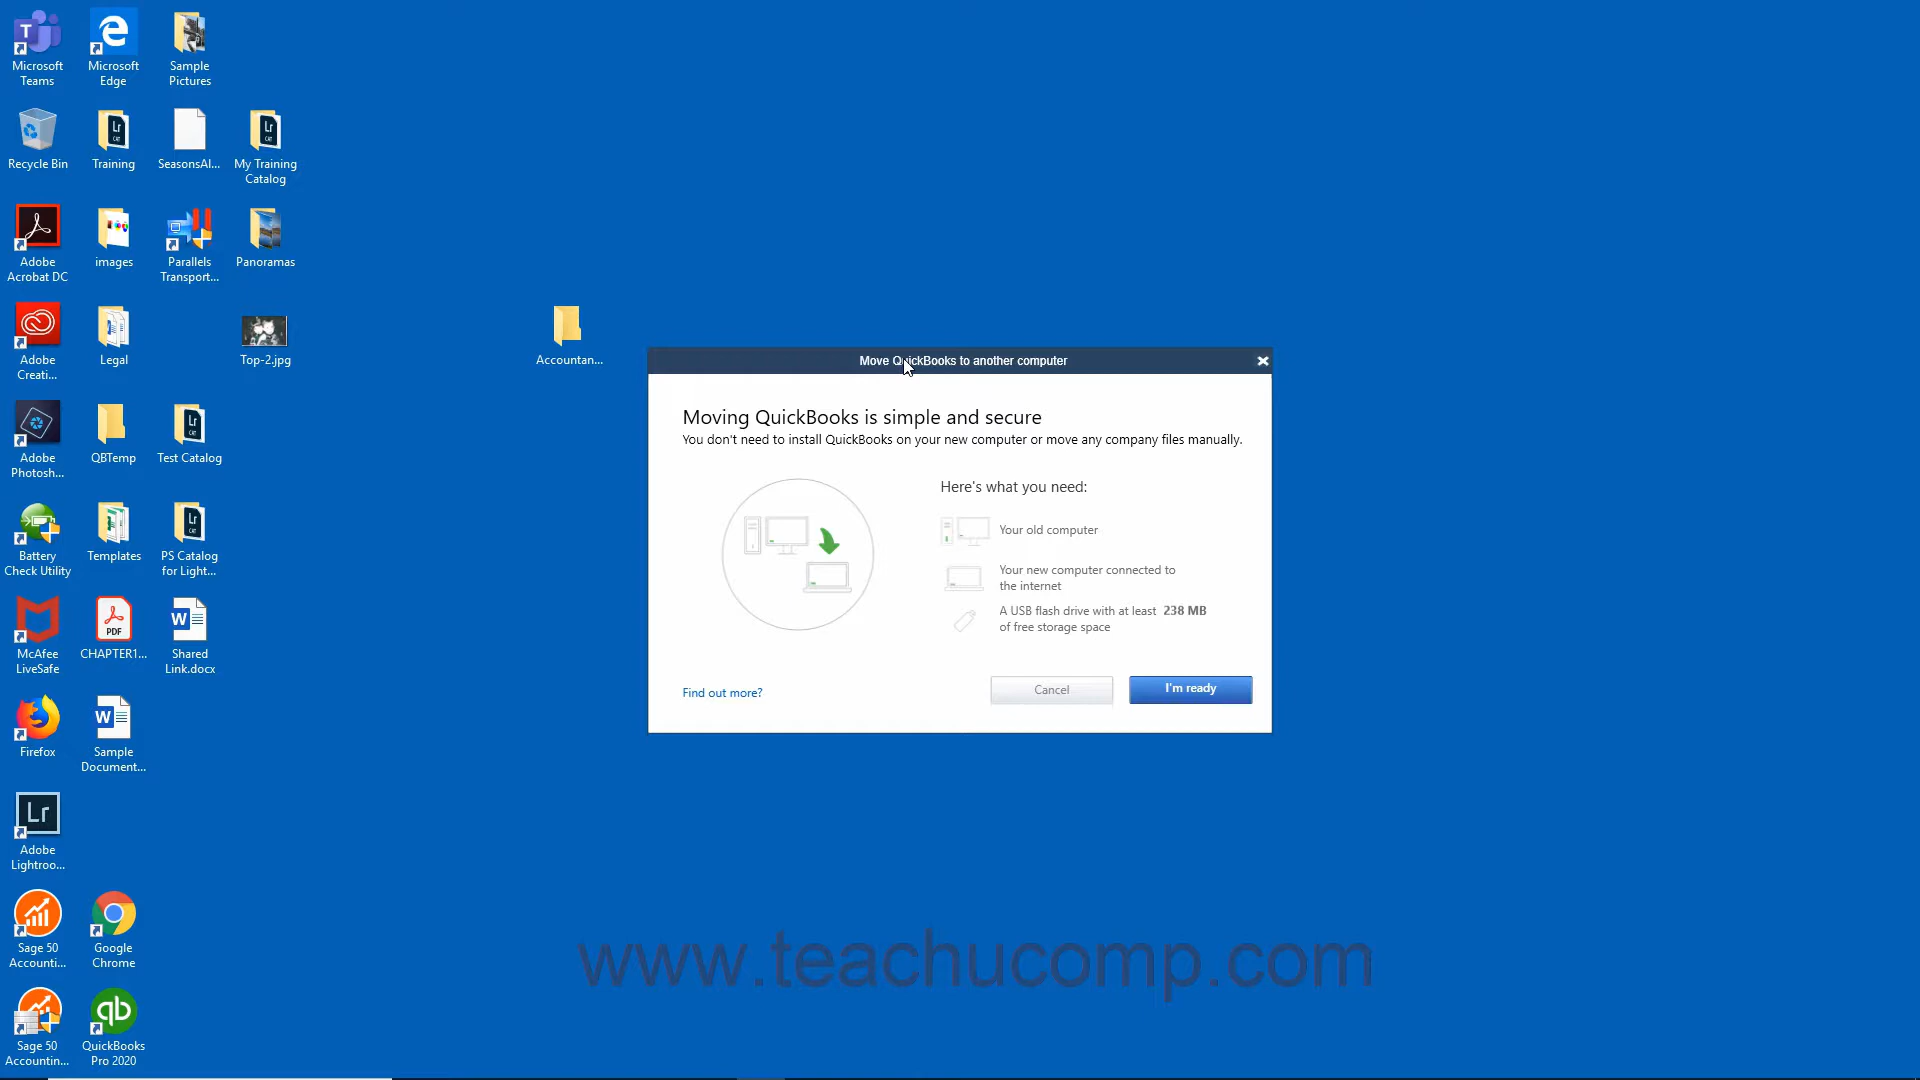 Microsoft
Teams
Microsoft
Edge
Sample
Pictures
Recycle Bin
Training
SeasonsAl...
My Training
Catalog
Adobe
Acrobat DC
images
Parallels
Transport...
Panoramas
Adobe
Creati...
Legal
Top-2.jpg
Accountan...
Adobe
Photosh...
QBTemp
Test Catalog
Battery
Check Utility
Templates
PS Catalog
for Light...
McAfee
LiveSafe
CHAPTER1...
Shared
Link.docx
Firefox
Sample
Document...
Adobe
Lightroo...
Sage 50
Accounti...
Google
Chrome
Sage 50
Accountin...
QuickBooks
Pro 2020
Move QuickBooks to another computer
Moving QuickBooks is simple and secure
You don't need to install QuickBooks on your new computer or move any company files manually.
Here's what you need:
Your old computer
Your new computer connected to
the internet
A USB flash drive with at least 238 MB
of free storage space
Find out more?
Cancel
I'm ready
www.teachucomp.com